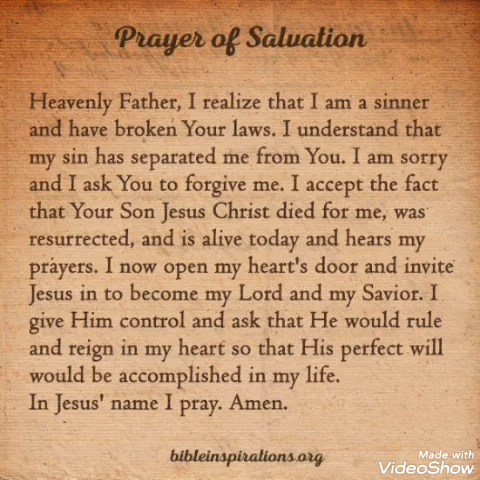 Prayer of Salvation
Heavenly Father, I realize that I am a sinner
and have broken Your laws. I understand that
my sin has separated me from You. I am sorry
and I ask You to forgive me. I accept the fact
that Your Son Jesus Christ died for me, was
resurrected, and is alive today and hears my
prayers. I now open my heart's door and invite
Jesus in to become my Lord and my Savior. I
give Him control and ask that He would rule
and reign in my heart so that His perfect will
would be accomplished in my life.
In Jesus' name I pray. Amen.
bibleinspirations.org
Made with
VideoShow